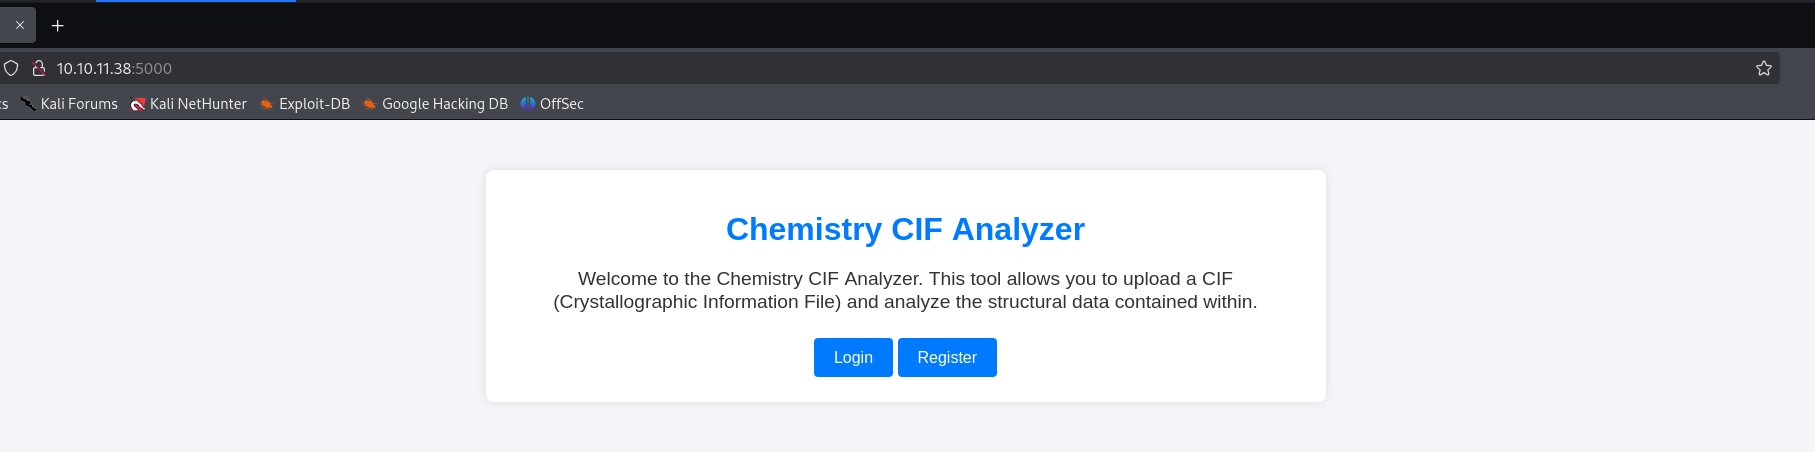 10.10.11.38:5000
cs Kali Forums Kali NetHunter Exploit-DB Google Hacking DB OffSec
Chemistry CIF Analyzer
Welcome to the Chemistry CIF Analyzer. This tool allows you to upload a CIF
(Crystallographic Information File) and analyze the structural data contained within.
Login Register